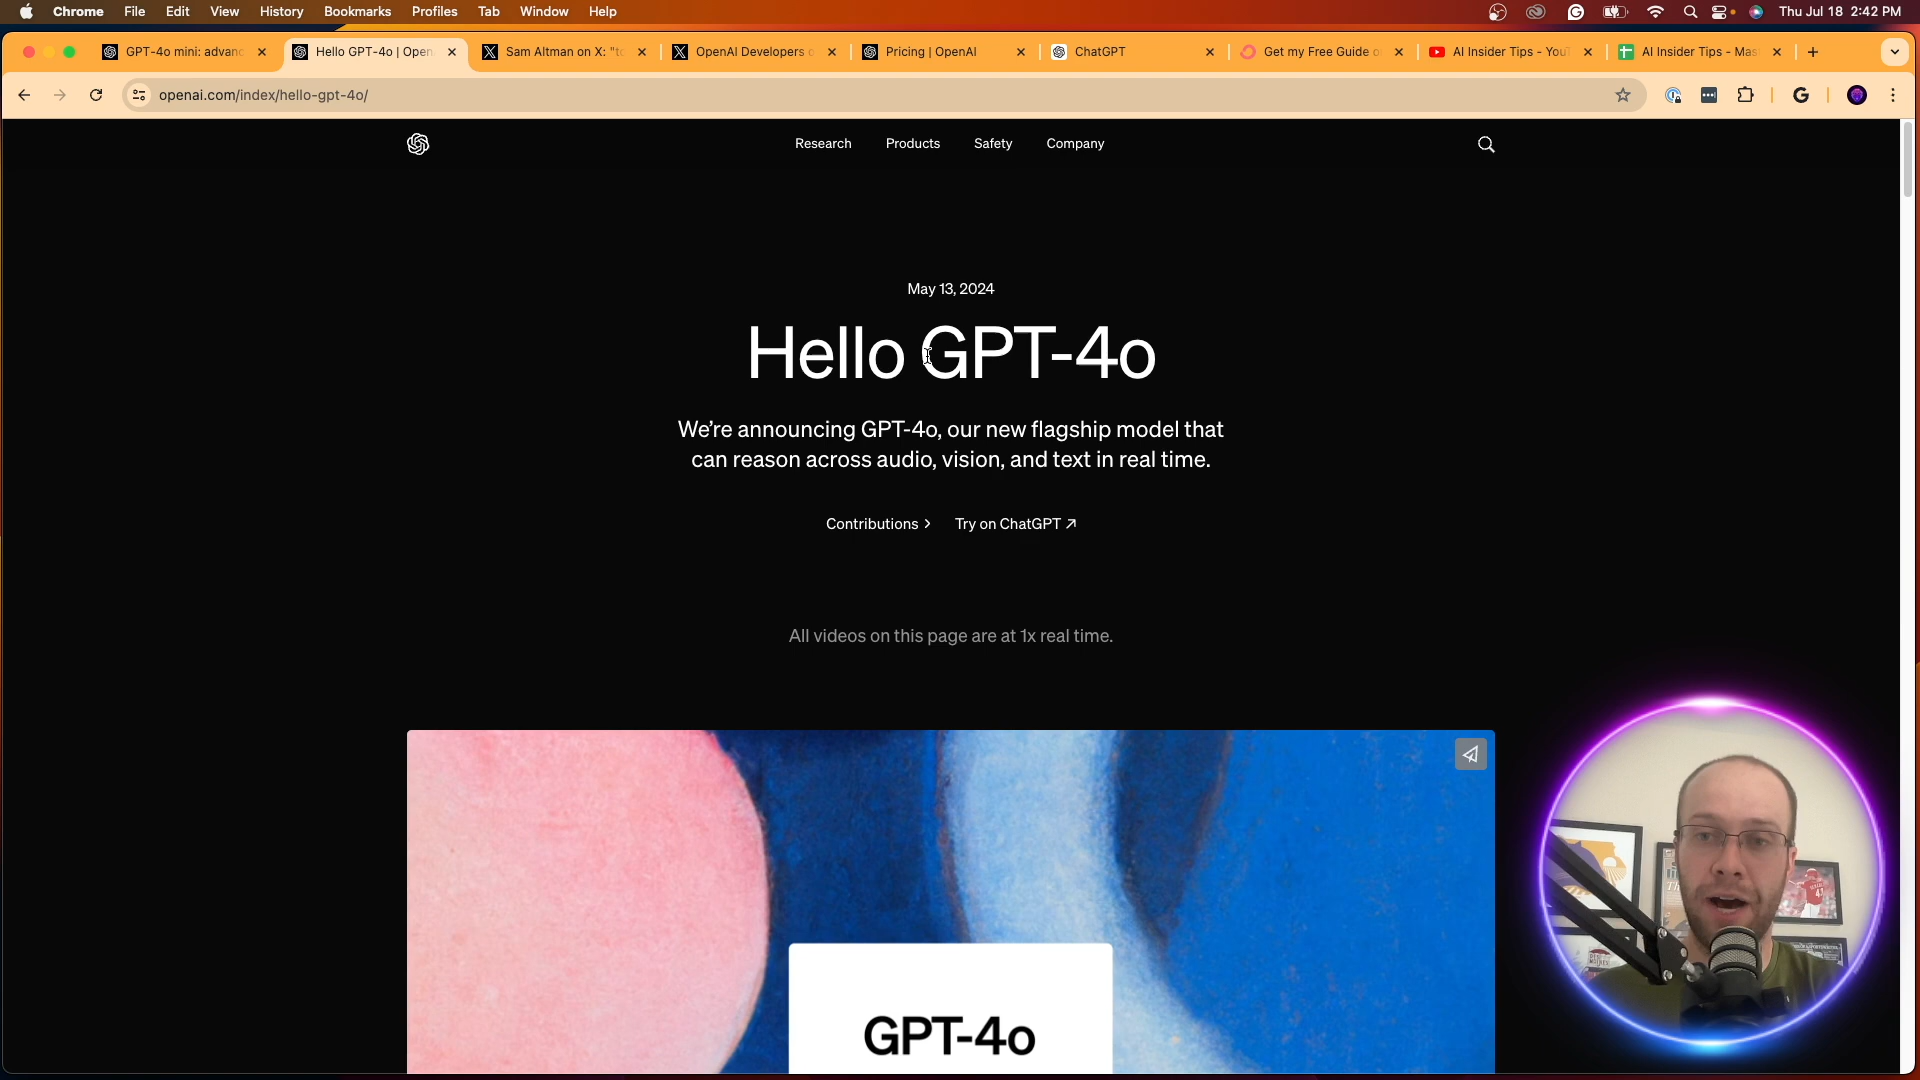 Chrome File Edit View History Bookmarks Profiles Tab Window Help Thu Jul 18 2:42 PM
GPT-4o mini: advanc Hello GPT-4o | Open Sam Altman on X: "to OpenAI Developers o Pricing | OpenAI ChatGPT Get my Free Guide o AI Insider Tips - YouT AI Insider Tips - Mas
openai.com/index/hello-gpt-4o/
Research Products Safety Company
May 13, 2024
Hello GPT-4o
We're announcing GPT-4o, our new flagship model that
can reason across audio, vision, and text in real time.
Contributions Try on ChatGPT
All videos on this page are at 1x real time.
GPT-4o